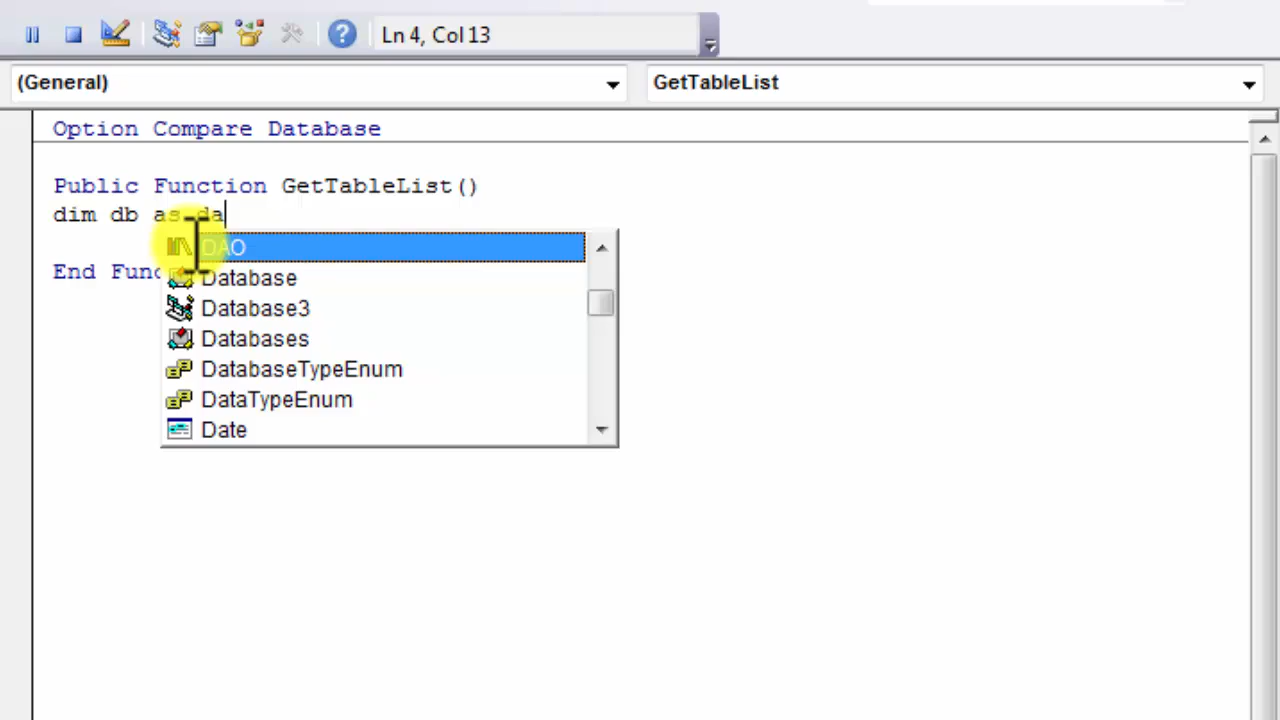 Ln 4, Col 13
(General) GetTableList
Option Compare Database
Public Function GetTableList()
dim db as da
DAO
End Func
Database
Database3
Databases
DatabaseTypeEnum
DataTypeEnum
Date